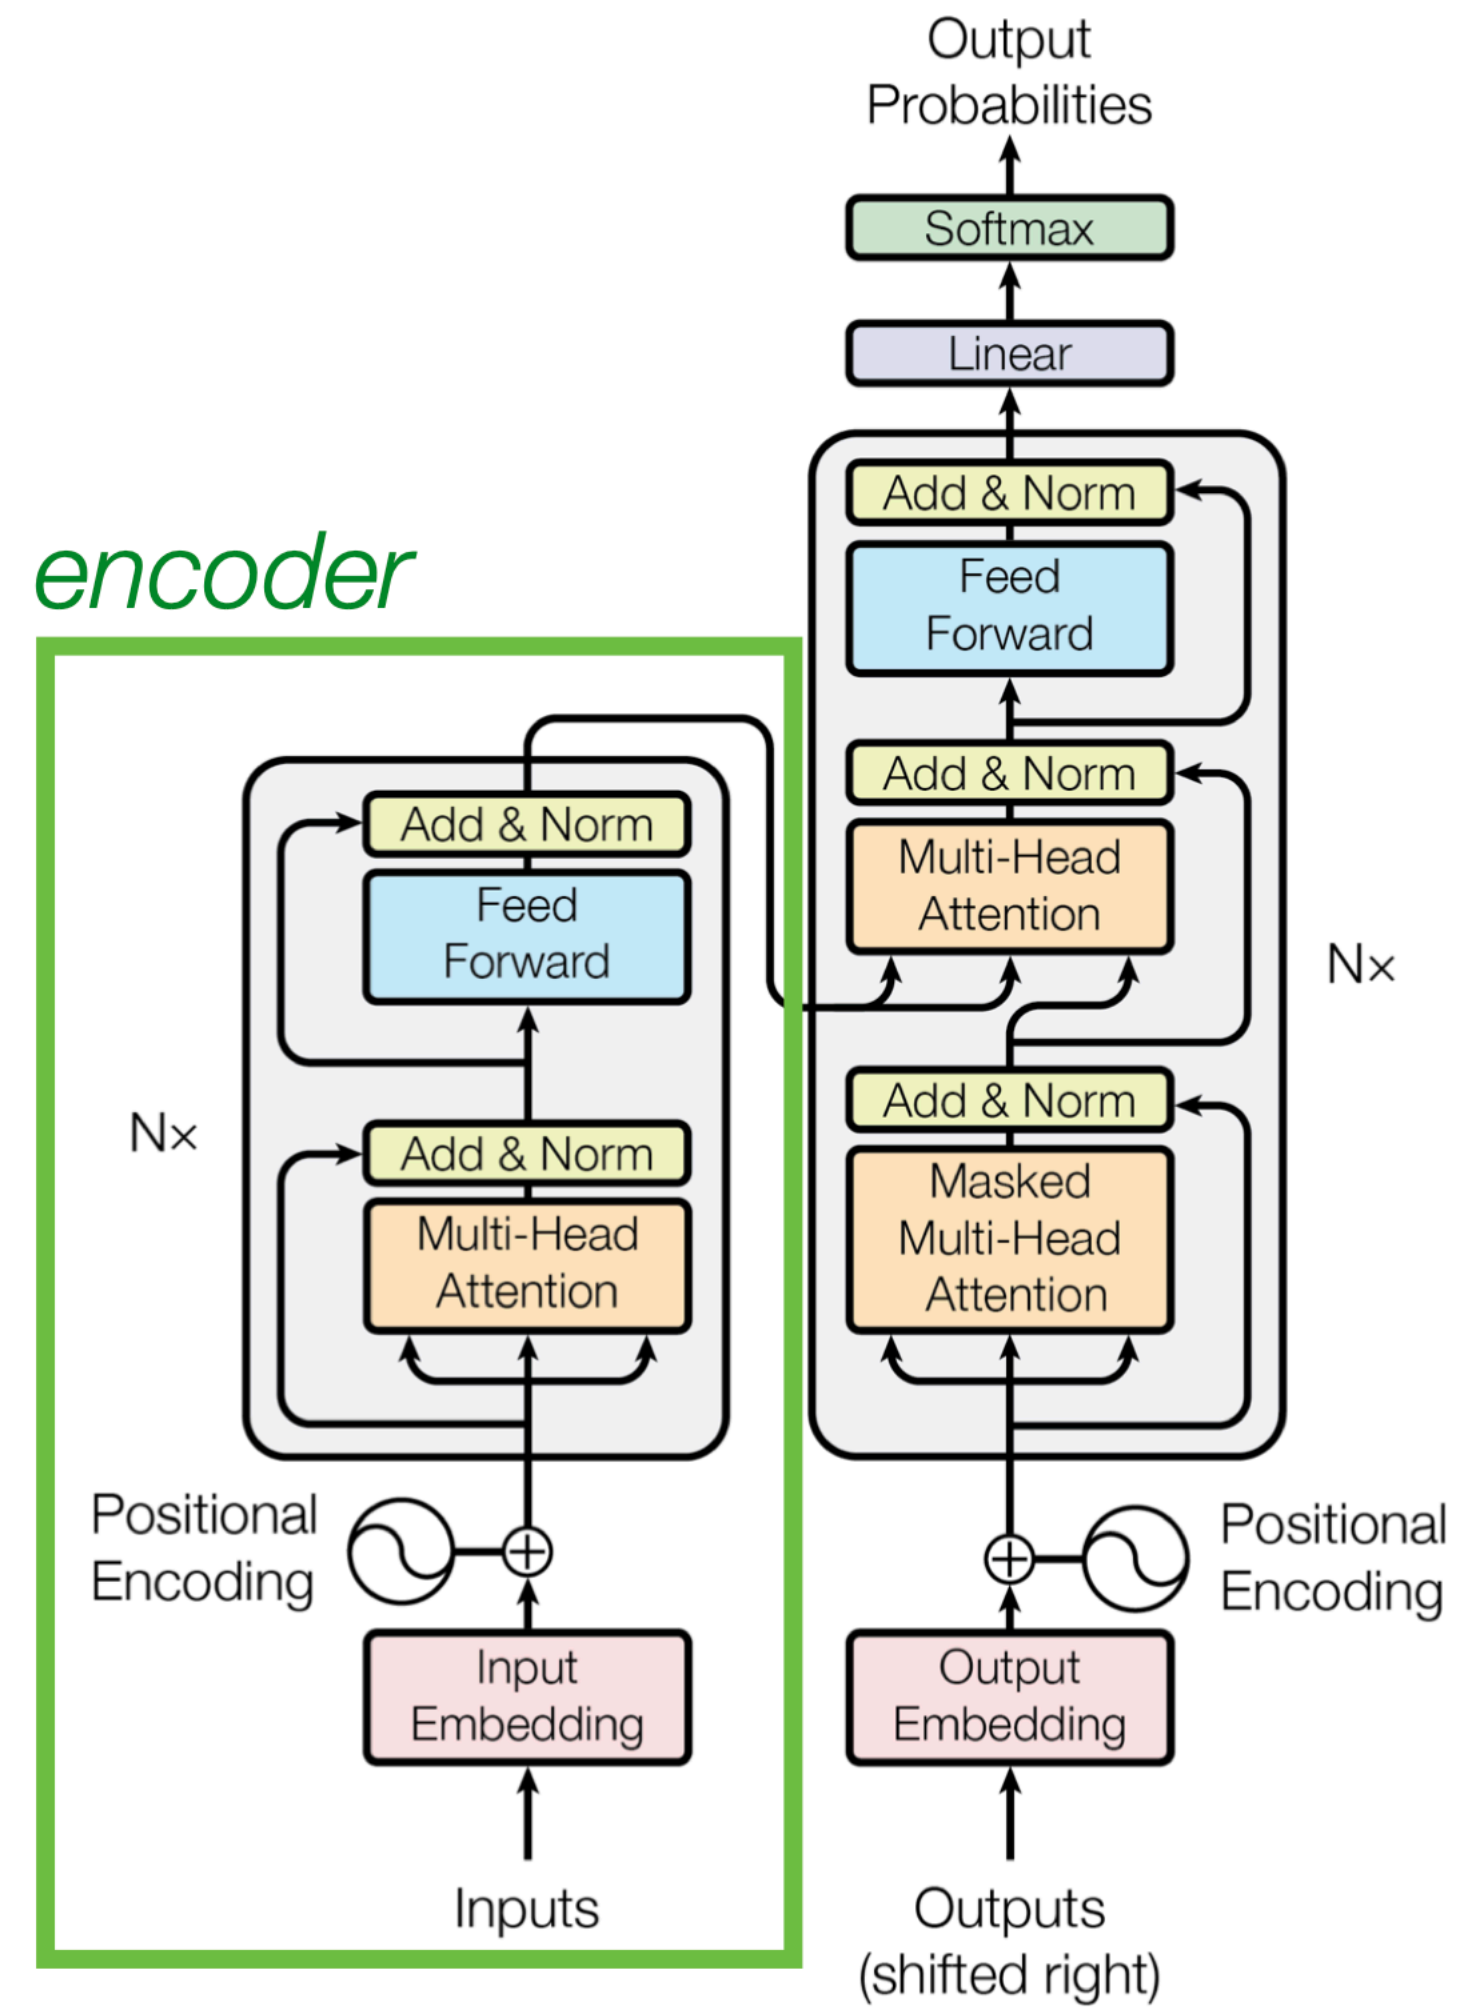 Output
Probabilities
Softmax
Linear
Add & Norm
Feed
Forward
Add & Norm
Multi-Head
Attention
Nx
Add & Norm
Masked
Multi-Head
Attention
Positional
Encoding
Output
Embedding
Outputs
(shifted right)
encoder
Add & Norm
Feed
Forward
Nx
Add & Norm
Multi-Head
Attention
Positional
Encoding
Input
Embedding
Inputs